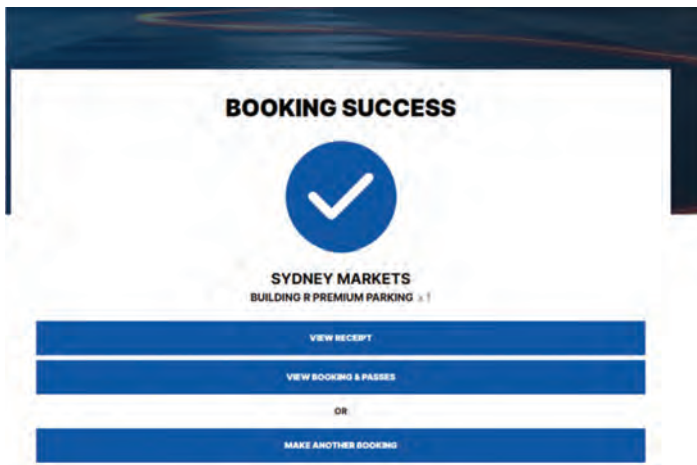 BOOKING SUCCESS
SYDNEY MARKETS
BUILDING R PREMIUM PARKING x 1
VIEW RECEIPT
VIEW BOOKING & PASSES
OR
MAKE ANOTHER BOOKING